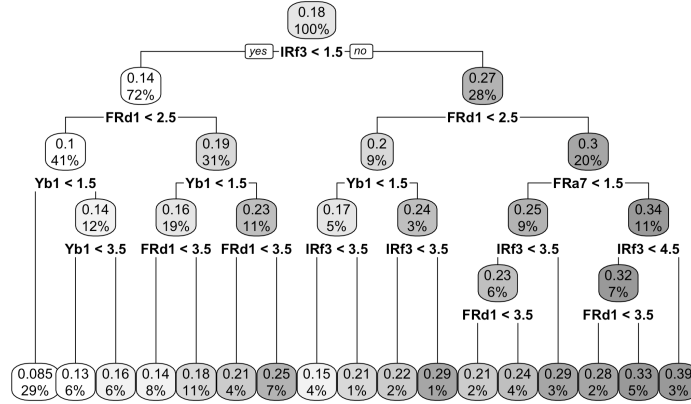 0.18
100%
yes IRf3 < 1.5 no
0.14 0.27
72% 28%
FRd1 < 2.5 FRd1 < 2.5
0.1 0.19 0.2 0.3
41% 31% 9% 20%
Yb1 < 1.5 Yb1 < 1.5 Yb1 < 1.5 FRa7 < 1.5
0.14 0.16 0.23 0.17 0.24 0.25 0.34
12% 19% 11% 5% 3% 9% 11%
Yb1 < 3.5 FRd1 < 3.5 FRd1 < 3.5 IRf3 < 3.5 IRf3 < 3.5 IRf3 < 3.5 IRf3 < 4.5
0.23 0.32
6% 7%
FRd1 < 3.5 FRd1 < 3.5
0.085 0.13 0.16 0.14 0.18 0.21 0.25 0.15 0.21 0.22 0.29 0.21 0.24 0.29 0.28 0.33 0.39
29% 6% 6% 8% 11% 4% 7% 4% 1% 2% 1% 2% 4% 3% 2% 5% 3%